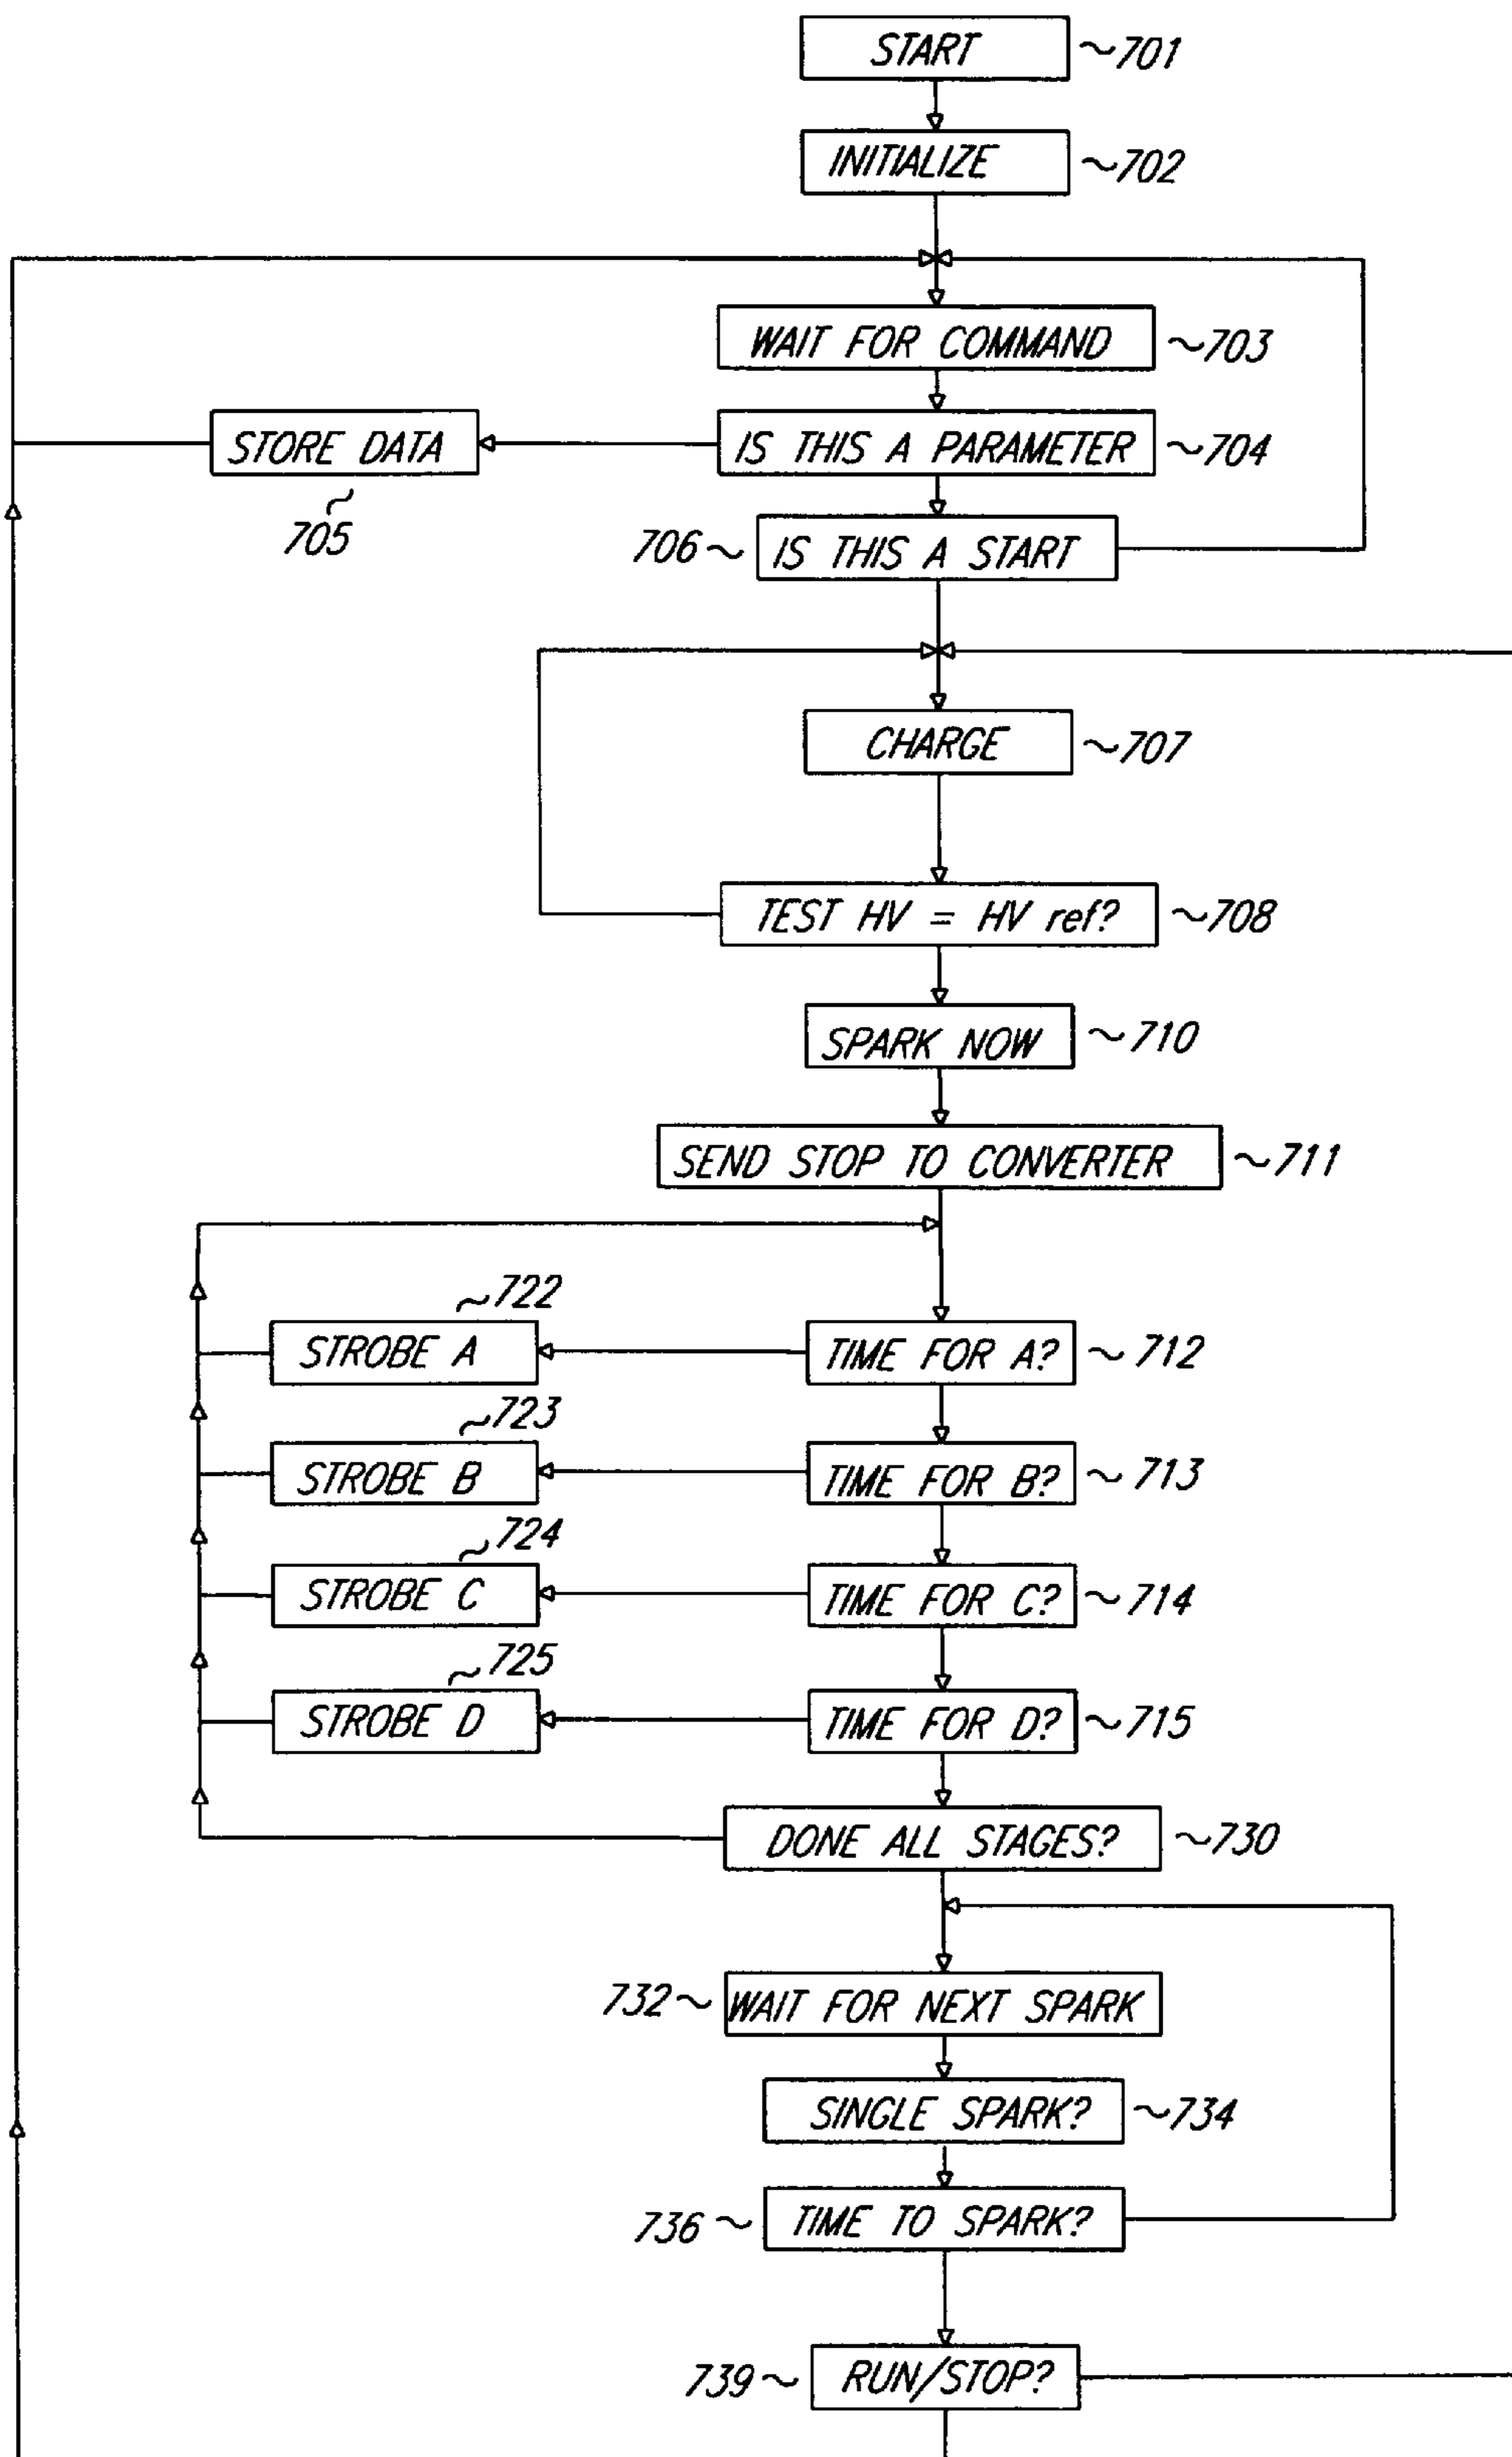 START ~701
INITIALIZE ~702
WAIT FOR COMMAND ~703
STORE DATA
IS THIS A PARAMETER ~704
705
706~ IS THIS A START
CHARGE ~707
TEST HV = HV ref? ~708
SPARK NOW ~710
SEND STOP TO CONVERTER ~711
~722
STROBE A
TIME FOR A? ~712
~723
STROBE B
TIME FOR B? ~713
~724
STROBE C
TIME FOR C? ~714
~725
STROBE D
TIME FOR D? ~715
DONE ALL STAGES? ~730
732~ WAIT FOR NEXT SPARK
SINGLE SPARK? ~734
736~ TIME TO SPARK?
739~ RUN/STOP?